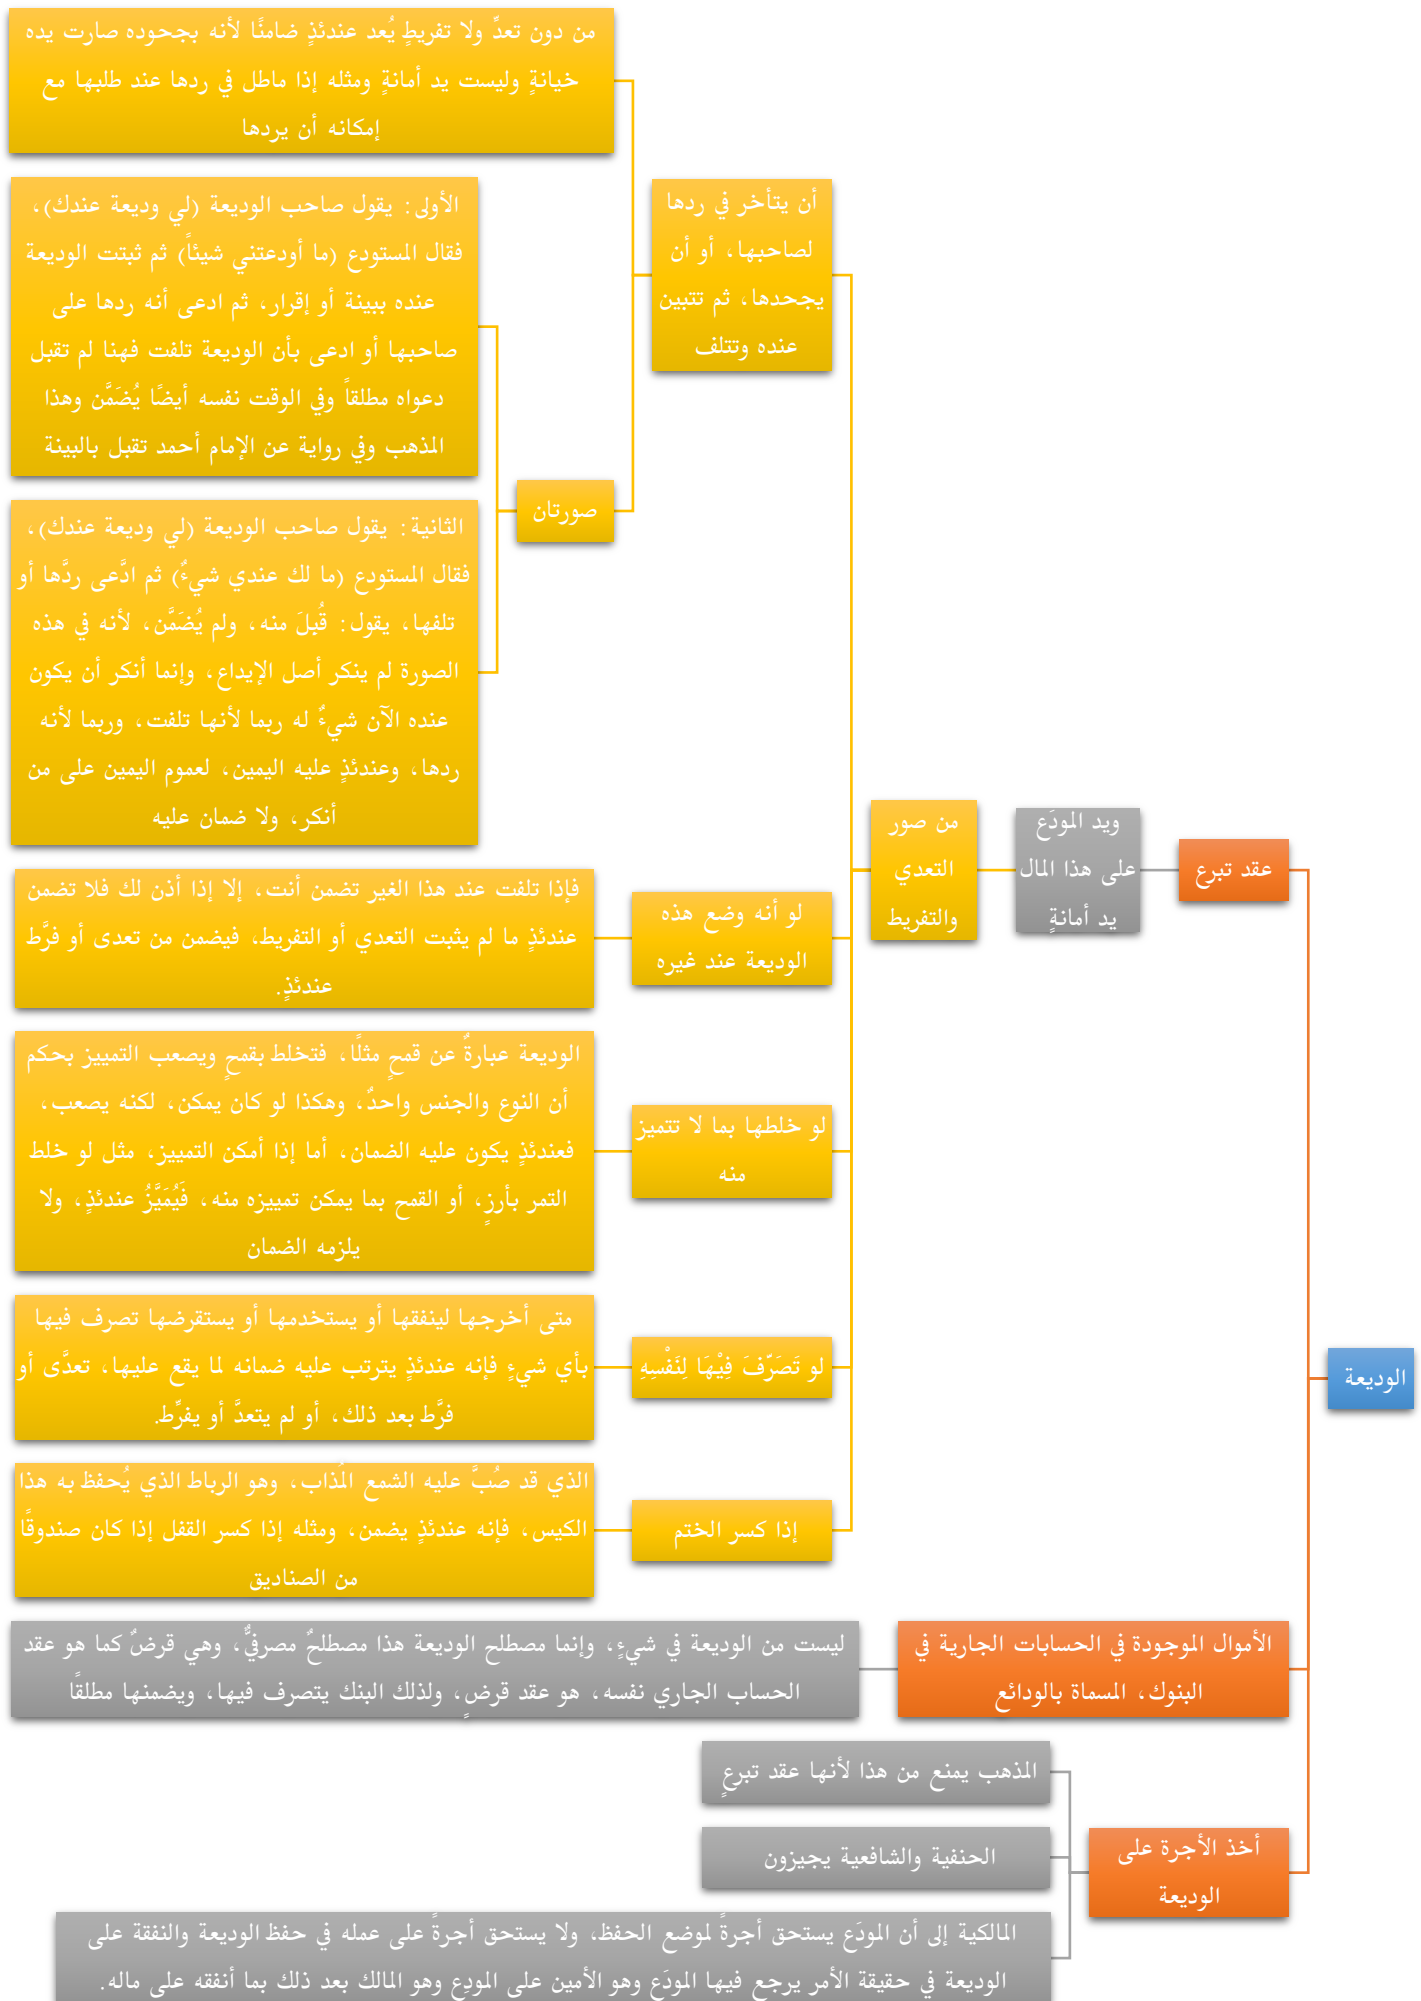 الوديعة
عقد تبرع
ويد المودَع
على هذا المال
يد أمانةٍ
من صور
التعدي
والتفريط
أن يتأخر في ردها
لصاحبها، أو أن
يجحدها، ثم تتبين
عنده وتتلف
من دون تعدٍّ ولا تفريطٍ يُعد عندئذٍ ضامنًا لأنه بجحوده صارت يده
خيانةٍ وليست يد أمانةٍ ومثله إذا ماطل في ردها عند طلبها مع
إمكانه أن يردها
صورتان
الأولى: يقول صاحب الوديعة (لي وديعة عندك)،
فقال المستودع (ما أودعتني شيئاً) ثم ثبتت الوديعة
عنده ببينة أو إقرار، ثم ادعى أنه ردها على
صاحبها أو ادعى بأن الوديعة تلفت فهنا لم تقبل
دعواه مطلقاً وفي الوقت نفسه أيضًا يُضَمَّن وهذا
المذهب وفي رواية عن الإمام أحمد تقبل بالبينة
الثانية: يقول صاحب الوديعة (لي وديعة عندك)،
فقال المستودع (ما لك عندي شيءٌ) ثم ادَّعى ردَّها أو
تلفها، يقول: قُبلَ منه، ولم يُضَمَّن، لأنه في هذه
الصورة لم ينكر أصل الإيداع، وإنما أنكر أن يكون
عنده الآن شيءٌ له ربما لأنها تلفت، وربما لأنه
ردها، وعندئذٍ عليه اليمين، لعموم اليمين على من
أنكر، ولا ضمان عليه
لو أنه وضع هذه
الوديعة عند غيره
فإذا تلفت عند هذا الغير تضمن أنت، إلا إذا أذن لك فلا تضمن
عندئذٍ ما لم يثبت التعدي أو التفريط، فيضمن من تعدى أو فرَّط
عندئذٍ.
لو خلطها بما لا تتميز
منه
الوديعة عبارةٌ عن قمحٍ مثلًا، فتخلط بقمحٍ ويصعب التمييز بحكم
أن النوع والجنس واحدٌ، وهكذا لو كان يمكن، لكنه يصعب،
فعندئذٍ يكون عليه الضمان، أما إذا أمكن التمييز، مثل لو خلط
التمر بأرزٍ، أو القمح بما يمكن تمييزه منه، فَيُمَيَّزُ عندئذٍ، ولا
يلزمه الضمان
لو تَصَرّفَ فِيْهَا لِنَفْسِهِ
متى أخرجها لينفقها أو يستخدمها أو يستقرضها تصرف فيها
بأي شيءٍ فإنه عندئذٍ يترتب عليه ضمانه لما يقع عليها، تعدَّى أو
فرَّط بعد ذلك، أو لم يتعدَّ أو يفرِّط.
إذا كسر الختم
الذي قد صُبَّ عليه الشمع المُذاب، وهو الرباط الذي يُحفظ به هذا
الكيس، فإنه عندئذٍ يضمن، ومثله إذا كسر القفل إذا كان صندوقًا
من الصناديق
الأموال الموجودة في الحسابات الجارية في
البنوك، المسماة بالودائع
ليست من الوديعة في شيءٍ، وإنما مصطلح الوديعة هذا مصطلحٌ مصرفيٌّ، وهي قرضٌ كما هو عقد
الحساب الجاري نفسه، هو عقد قرضٍ، ولذلك البنك يتصرف فيها، ويضمنها مطلقًا
أخذ الأجرة على
الوديعة
المذهب يمنع من هذا لأنها عقد تبرعٍ
الحنفية والشافعية يجيزون
المالكية إلى أن المودَع يستحق أجرةً لموضع الحفظ، ولا يستحق أجرةً على عمله في حفظ الوديعة والنفقة على
الوديعة في حقيقة الأمر يرجع فيها المودَع وهو الأمين على المودِع وهو المالك بعد ذلك بما أنفقه على ماله.